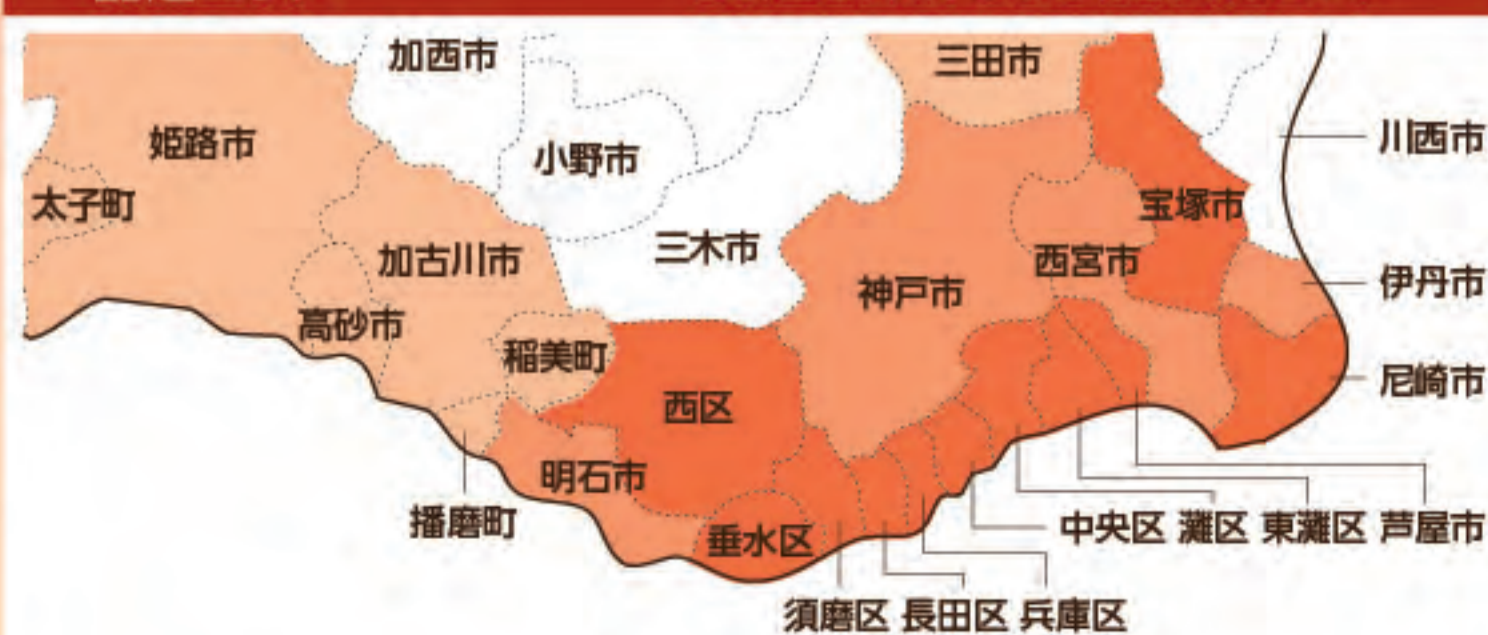 加西市
三田市
川西市
姫路市
小野市
太子町
宝塚市
三木市
西宮市
加古川市
神戸市
伊丹市
高砂市
稲美町
尼崎市
西区
明石市
播磨町
垂水区
中央区 灘区 東灘区 芦屋市
須磨区 長田区 兵庫区